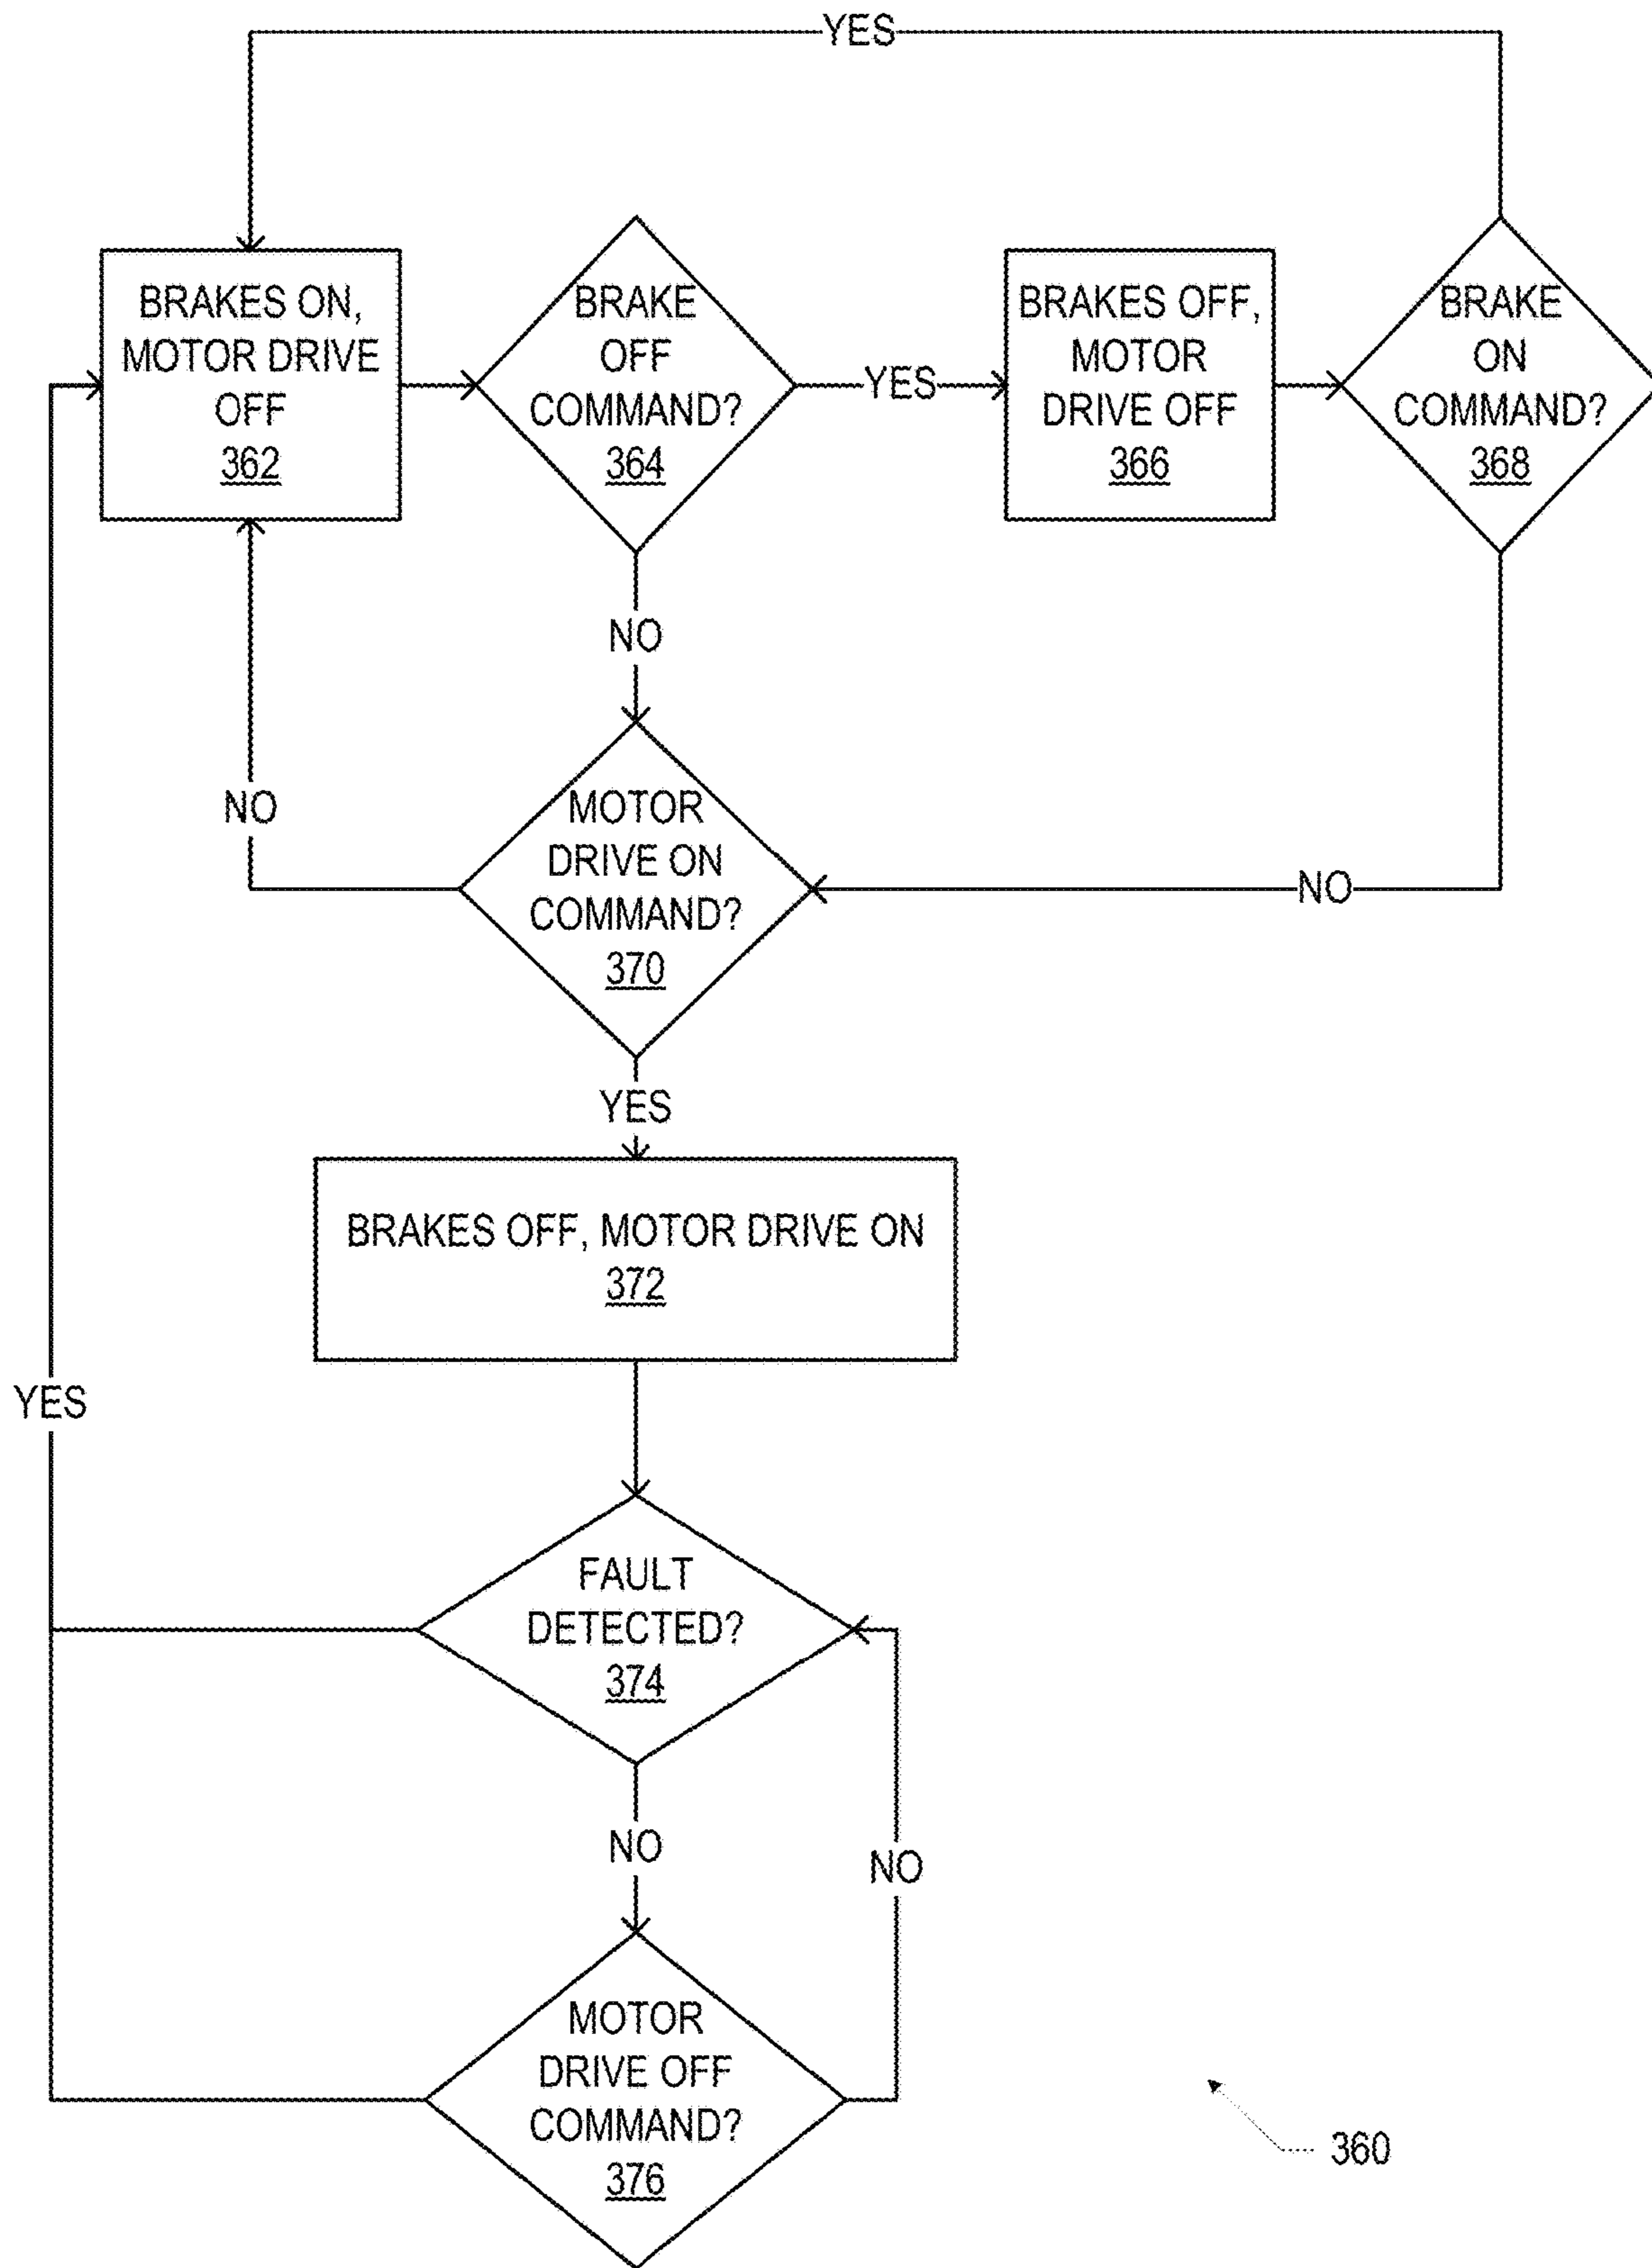 YES
BRAKES ON,
MOTOR DRIVE
OFF
362
BRAKE
OFF
COMMAND?
364
YES
BRAKES OFF,
MOTOR
DRIVE OFF
366
BRAKE
ON
COMMAND?
368
NO
NO
MOTOR
DRIVE ON
COMMAND?
370
NO
YES
BRAKES OFF, MOTOR DRIVE ON
372
YES
FAULT
DETECTED?
374
NO
NO
MOTOR
DRIVE OFF
COMMAND?
376
360